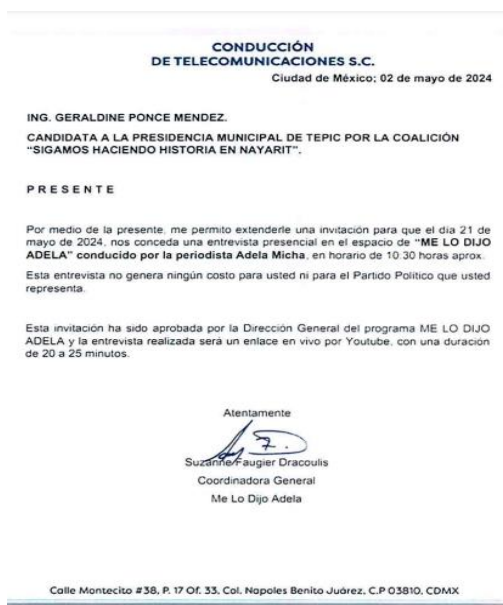 CONDUCCIÓN
DE TELECOMUNICACIONES S.C.
Ciudad de México; 02 de mayo de 2024
ING. GERALDINE PONCE MENDEZ.
CANDIDATA A LA PRESIDENCIA MUNICIPAL DE TEPIC POR LA COALICIÓN
“SIGAMOS HACIENDO HISTORIA EN NAYARIT”.
P R E S E N T E
Por medio de la presente, me permito extenderle una invitación para que el día 21 de
mayo de 2024, nos conceda una entrevista presencial en el espacio de “ME LO DIJO
ADELA” conducido por la periodista Adela Micha, en horario de 10:30 horas aprox.
Esta entrevista no genera ningún costo para usted ni para el Partido Político que usted
representa.
Esta invitación ha sido aprobada por la Dirección General del programa ME LO DIJO
ADELA y la entrevista realizada será un enlace en vivo por Youtube, con una duración
de 20 a 25 minutos.
Atentamente
Suzanne Faugier Dracoulis
Coordinadora General
Me Lo Dijo Adela
Calle Montecito #38, P. 17 Of. 33, Col. Napoles Benito Juárez, C.P 03810, CDMX